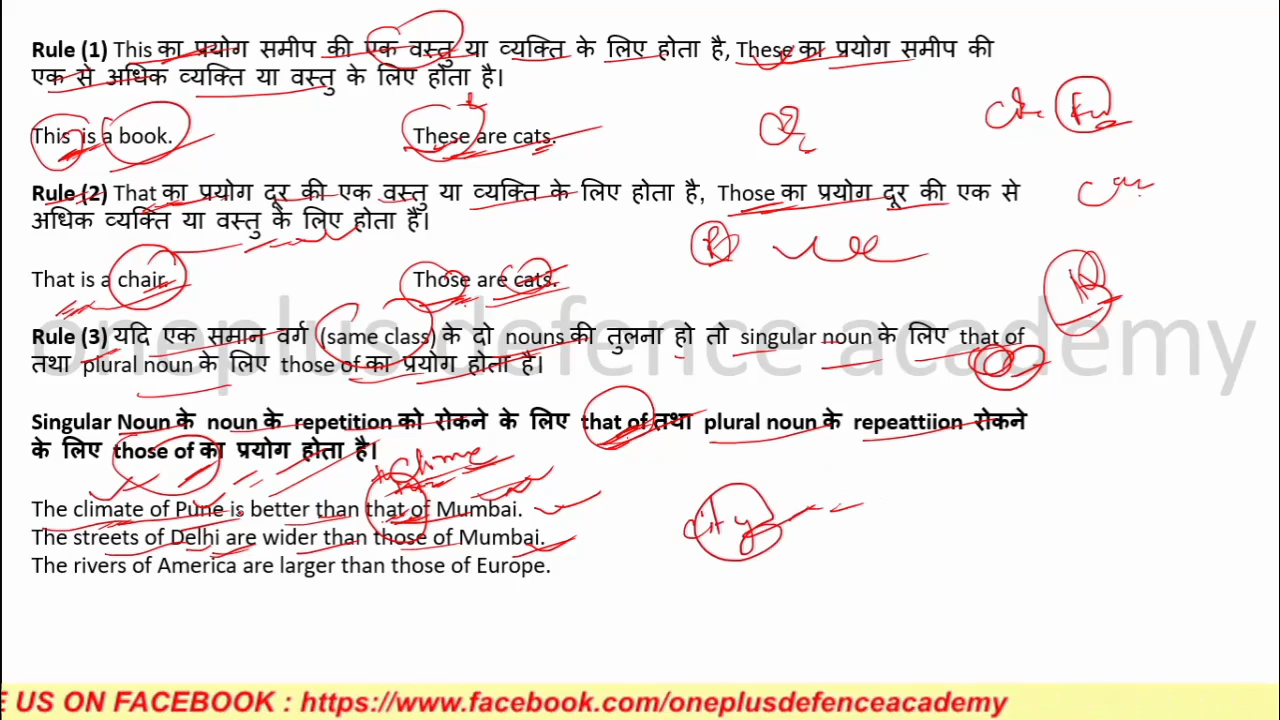 Rule (1) This का प्रयोग समीप की एक वस्तु या व्यक्ति के लिए होता है, These का प्रयोग समीप की
एक से अधिक व्यक्ति या वस्तु के लिए होता है।
This is a book. These are cats.
Rule (2) That का प्रयोग दूर की एक वस्तु या व्यक्ति के लिए होता है, Those का प्रयोग दूर की एक से
अधिक व्यक्ति या वस्तु के लिए होता हैं।
That is a chair. Those are cats.
oneplus defence academy
Rule (3) यदि एक समान वर्ग (same class) के दो nouns की तुलना हो तो singular noun के लिए that of
तथा plural noun के लिए those of का प्रयोग होता है।
Singular Noun के noun के repetition को रोकने के लिए that of तथा plural noun के repeattiion रोकने
के लिए those of का प्रयोग होता है।
The climate of Pune is better than that of Mumbai.
City
The streets of Delhi are wider than those of Mumbai.
The rivers of America are larger than those of Europe.
E US ON FACEBOOK : https://www.facebook.com/oneplusdefenceacademy